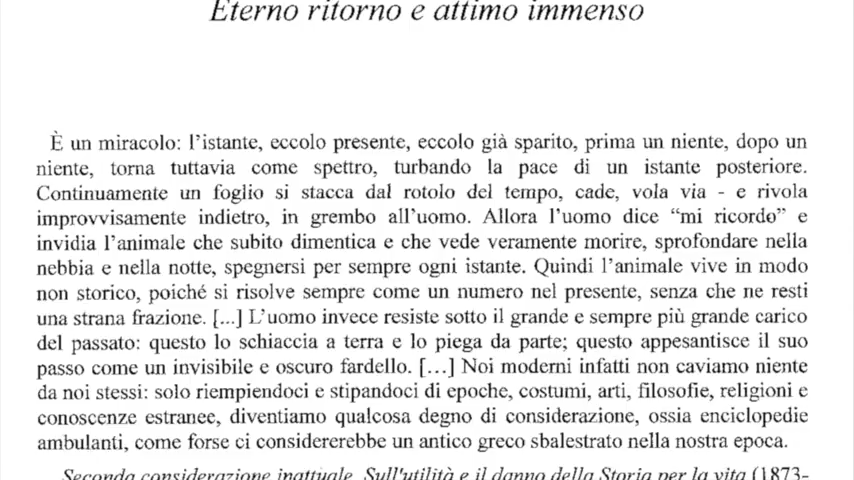 Eterno ritorno e attimo immenso
È un miracolo: l’istante, eccolo presente, eccolo già sparito, prima un niente, dopo un
niente, torna tuttavia come spettro, turbando la pace di un istante posteriore.
Continuamente un foglio si stacca dal rotolo del tempo, cade, vola via - e rivola
improvvisamente indietro, in grembo all’uomo. Allora l’uomo dice “mi ricordo” e
invidia l’animale che subito dimentica e che vede veramente morire, sprofondare nella
nebbia e nella notte, spegnersi per sempre ogni istante. Quindi l’animale vive in modo
non storico, poiché si risolve sempre come un numero nel presente, senza che ne resti
una strana frazione. [...] L’uomo invece resiste sotto il grande e sempre più grande carico
del passato: questo lo schiaccia a terra e lo piega da parte; questo appesantisce il suo
passo come un invisibile e oscuro fardello. […] Noi moderni infatti non caviamo niente
da noi stessi: solo riempiendoci e stipandoci di epoche, costumi, arti, filosofie, religioni e
conoscenze estranee, diventiamo qualcosa degno di considerazione, ossia enciclopedie
ambulanti, come forse ci considererebbe un antico greco sbalestrato nella nostra epoca.
Seconda considerazione inattuale. Sull'utilità e il danno della Storia per la vita (1873-